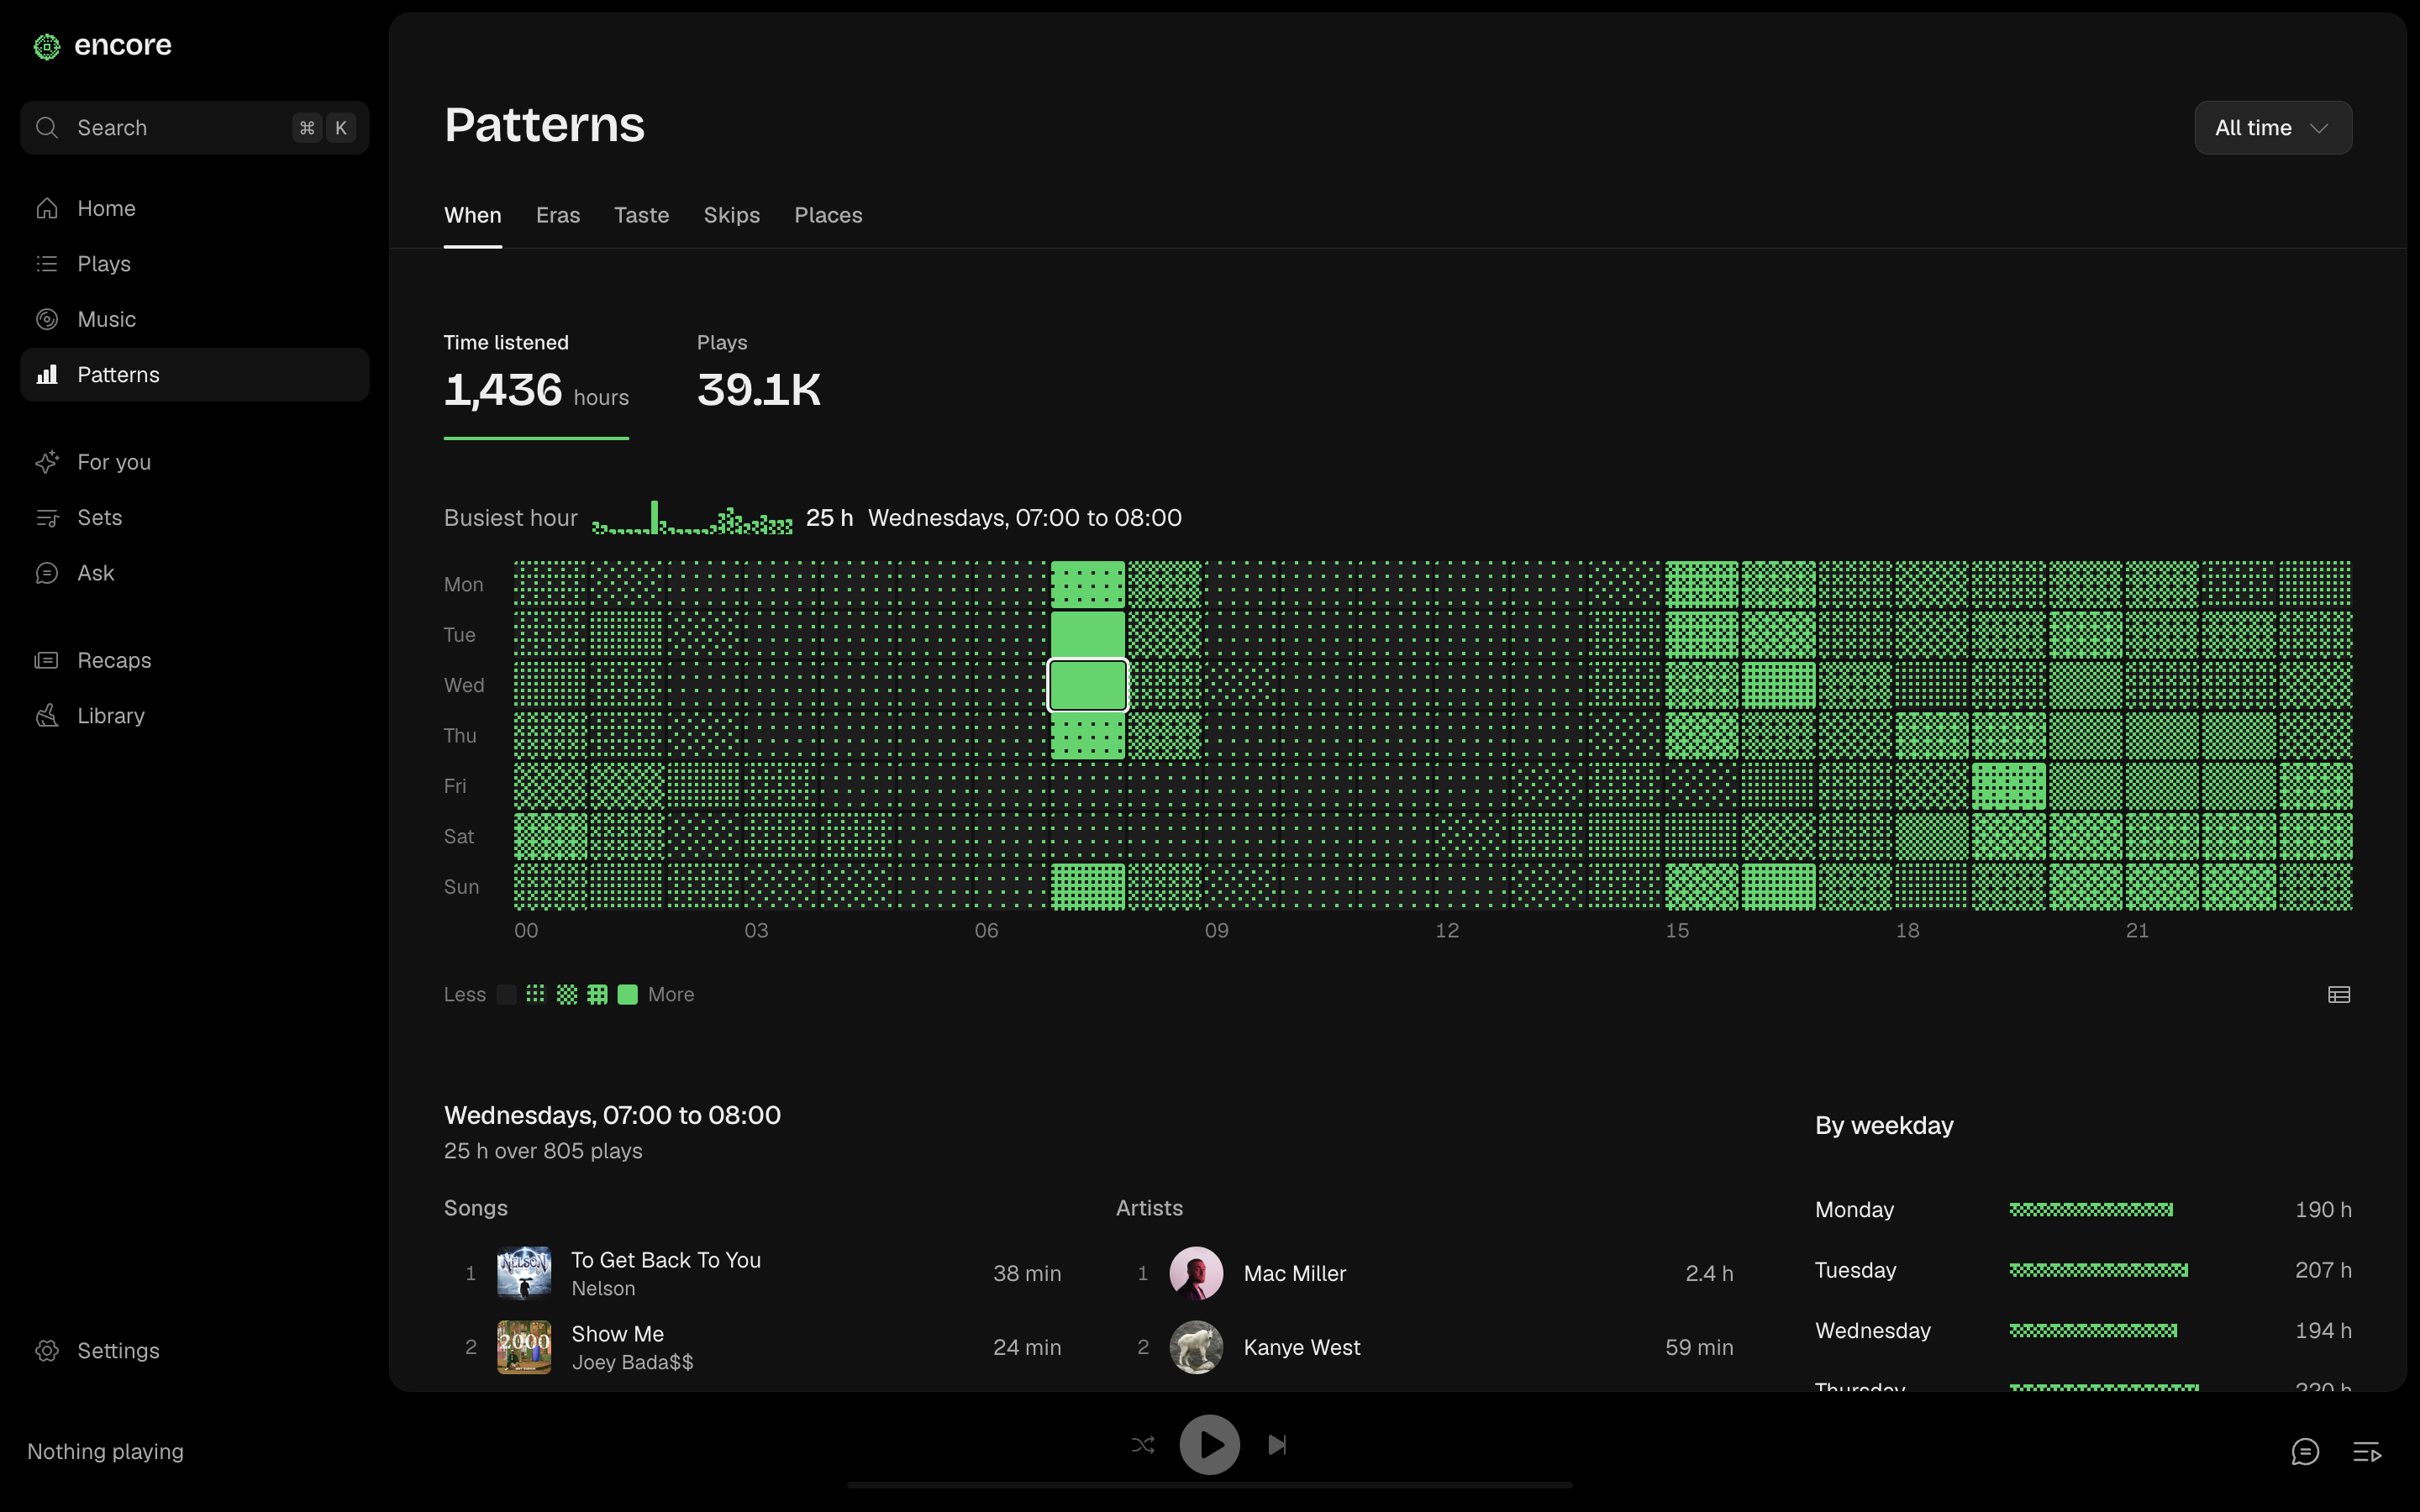 encore
Search ⌘ K
Home
Plays
Music
Patterns
For you
Sets
Ask
Recaps
Library
Settings
Nothing playing
Patterns
All time
When Eras Taste Skips Places
Time listened Plays
1,436 hours 39.1K
Busiest hour 25 h Wednesdays, 07:00 to 08:00
Mon
Tue
Wed
Thu
Fri
Sat
Sun
00 03 06 09 12 15 18 21
Less More
Wednesdays, 07:00 to 08:00
25 h over 805 plays
Songs
1 To Get Back To You 38 min
Nelson
2 Show Me 24 min
Joey Bada$$
Artists
1 Mac Miller 2.4 h
2 Kanye West 59 min
By weekday
Monday 190 h
Tuesday 207 h
Wednesday 194 h
Thursday 220 h
NELSON
2000